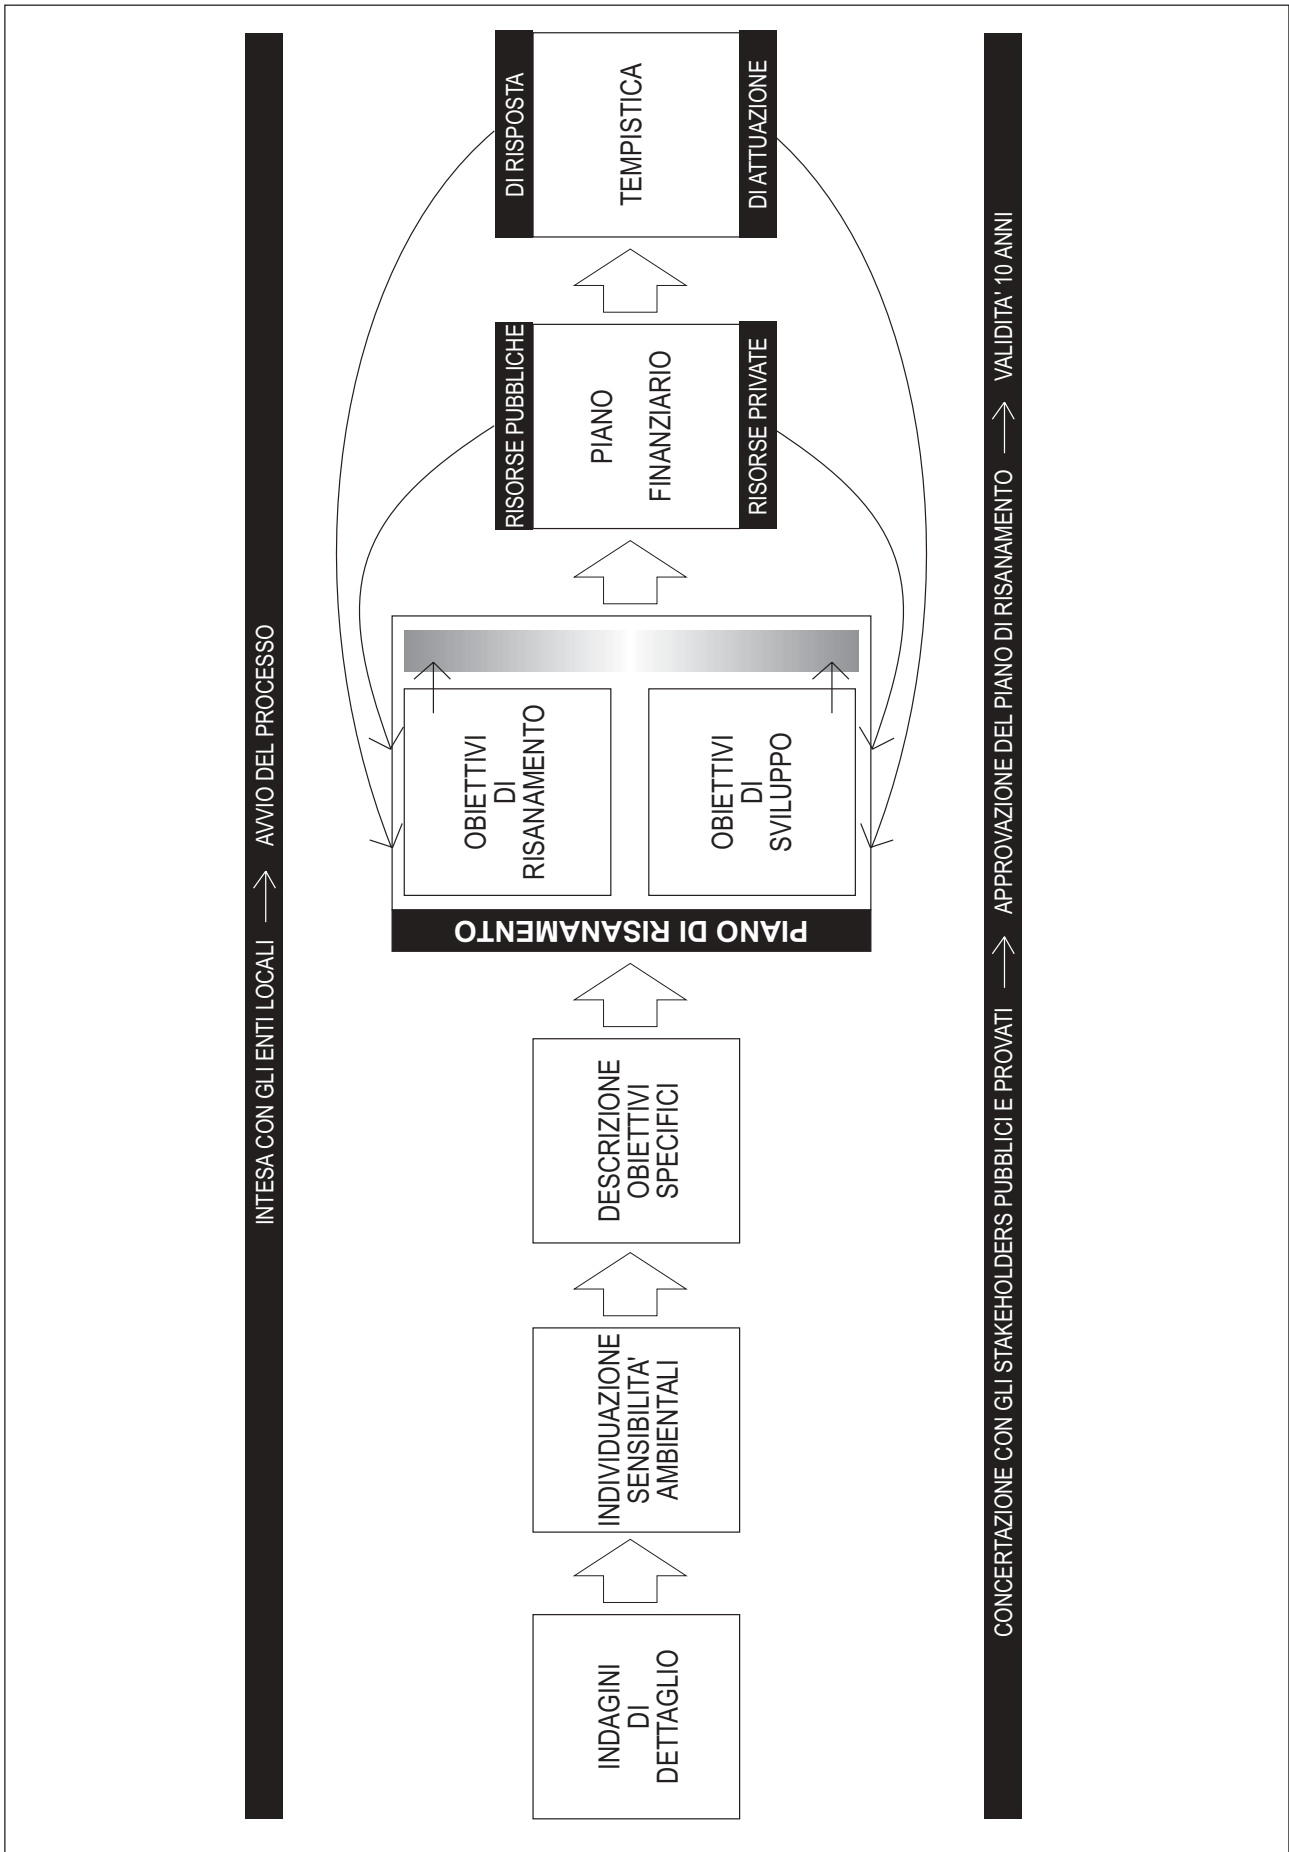 INTESA CON GLI ENTI LOCALI → AVVIO DEL PROCESSO
INDAGINI
DI
DETTAGLIO
INDIVIDUAZIONE
SENSIBILITA'
AMBIENTALI
DESCRIZIONE
OBIETTIVI
SPECIFICI
PIANO DI RISANAMENTO
OBIETTIVI
DI
RISANAMENTO
OBIETTIVI
DI
SVILUPPO
RISORSE PUBBLICHE
PIANO
FINANZIARIO
RISORSE PRIVATE
DI RISPOSTA
TEMPISTICA
DI ATTUAZIONE
CONCERTAZIONE CON GLI STAKEHOLDERS PUBBLICI E PROVATI → APPROVAZIONE DEL PIANO DI RISANAMENTO → VALIDITA' 10 ANNI